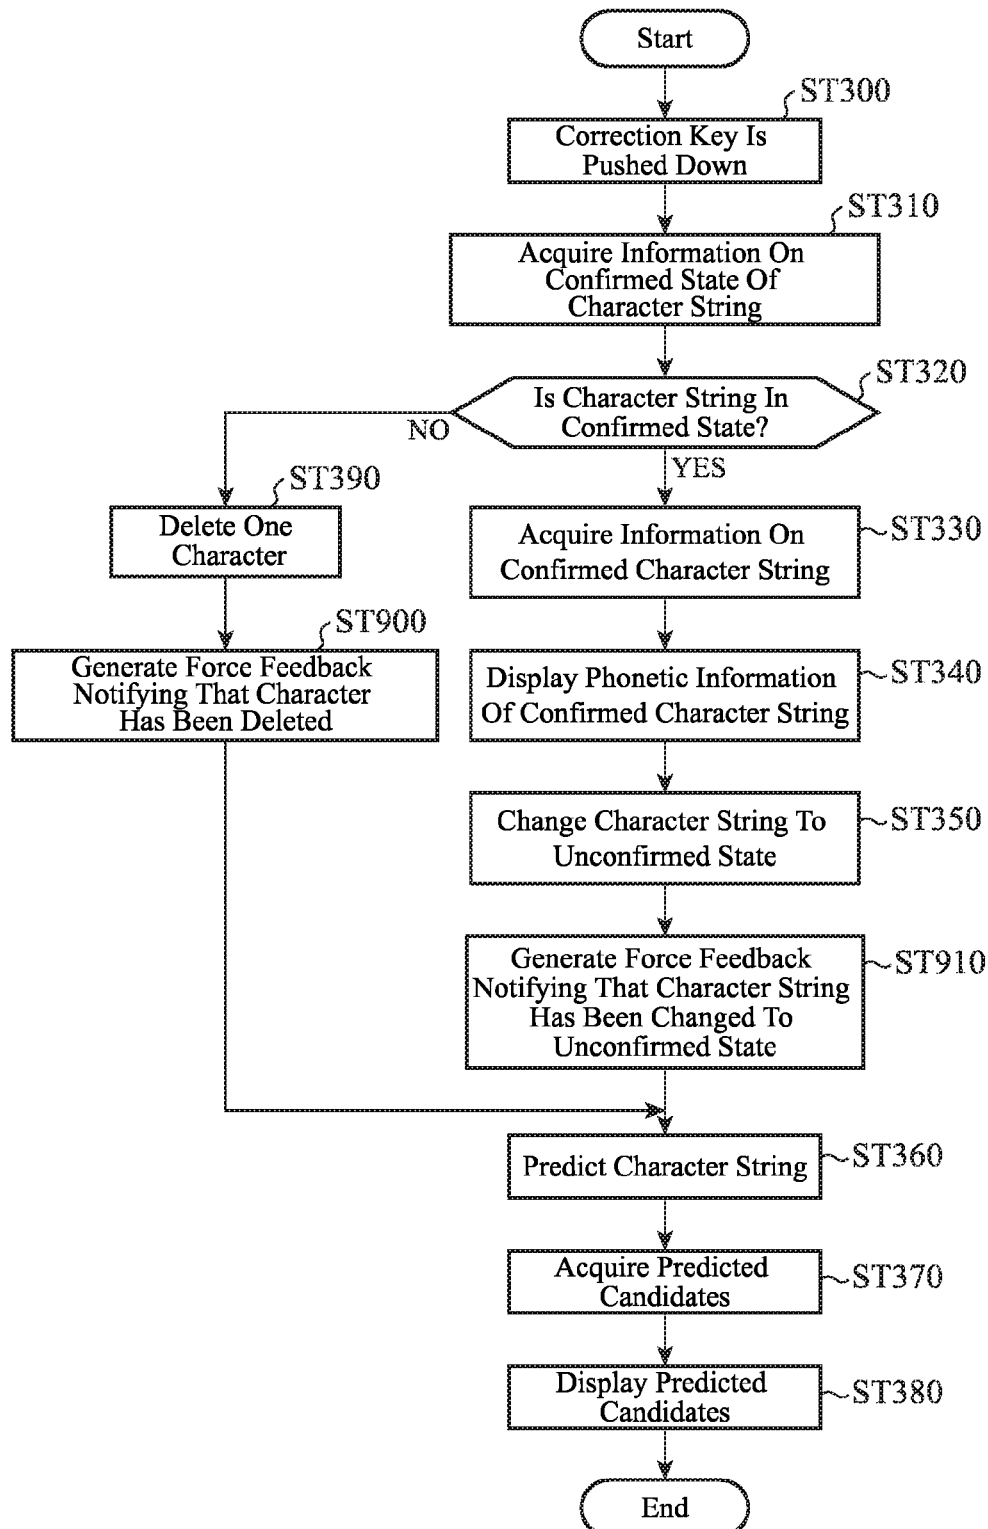 Start
ST300
Correction Key Is
Pushed Down
ST310
Acquire Information On
Confirmed State Of
Character String
ST320
Is Character String In
Confirmed State?
NO
YES
ST390
Delete One
Character
ST330
Acquire Information On
Confirmed Character String
ST900
Generate Force Feedback
Notifying That Character
Has Been Deleted
ST340
Display Phonetic Information
Of Confirmed Character String
ST350
Change Character String To
Unconfirmed State
ST910
Generate Force Feedback
Notifying That Character String
Has Been Changed To
Unconfirmed State
ST360
Predict Character String
ST370
Acquire Predicted
Candidates
ST380
Display Predicted
Candidates
End